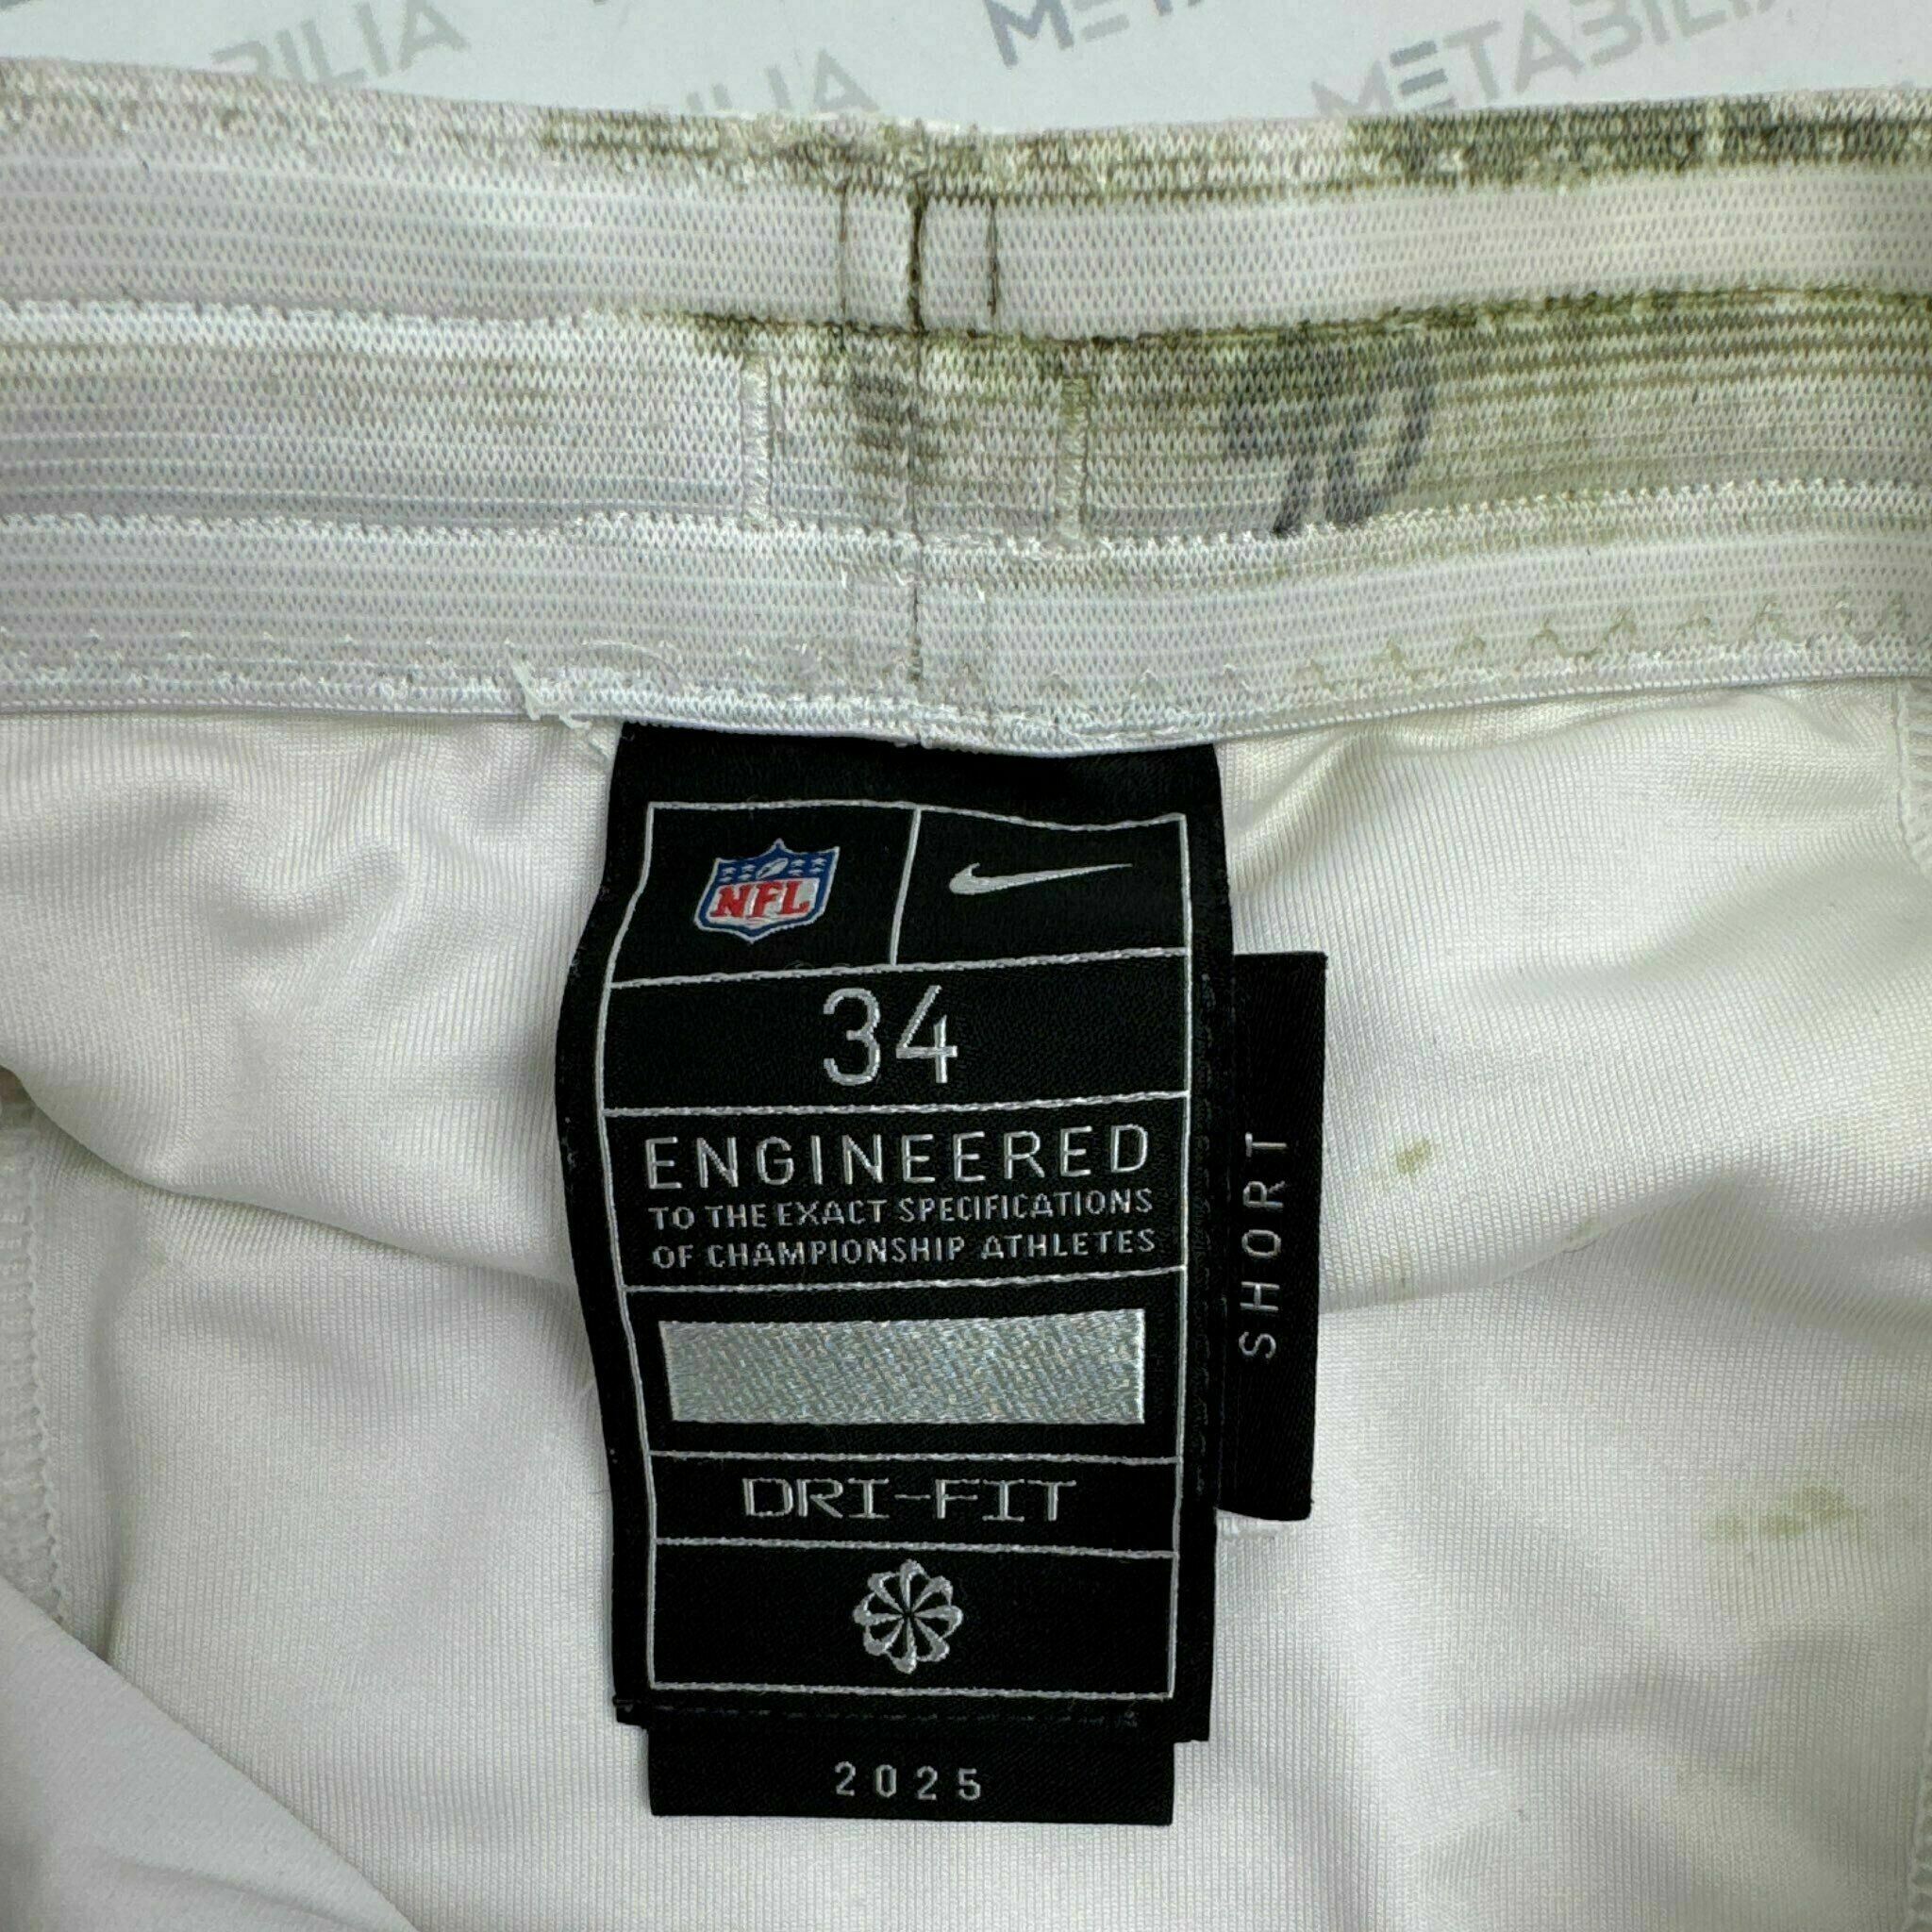 METABILIA
NFL
34
ENGINEERED
TO THE EXACT SPECIFICATIONS
OF CHAMPIONSHIP ATHLETES
SHORT
DRI-FIT
2025